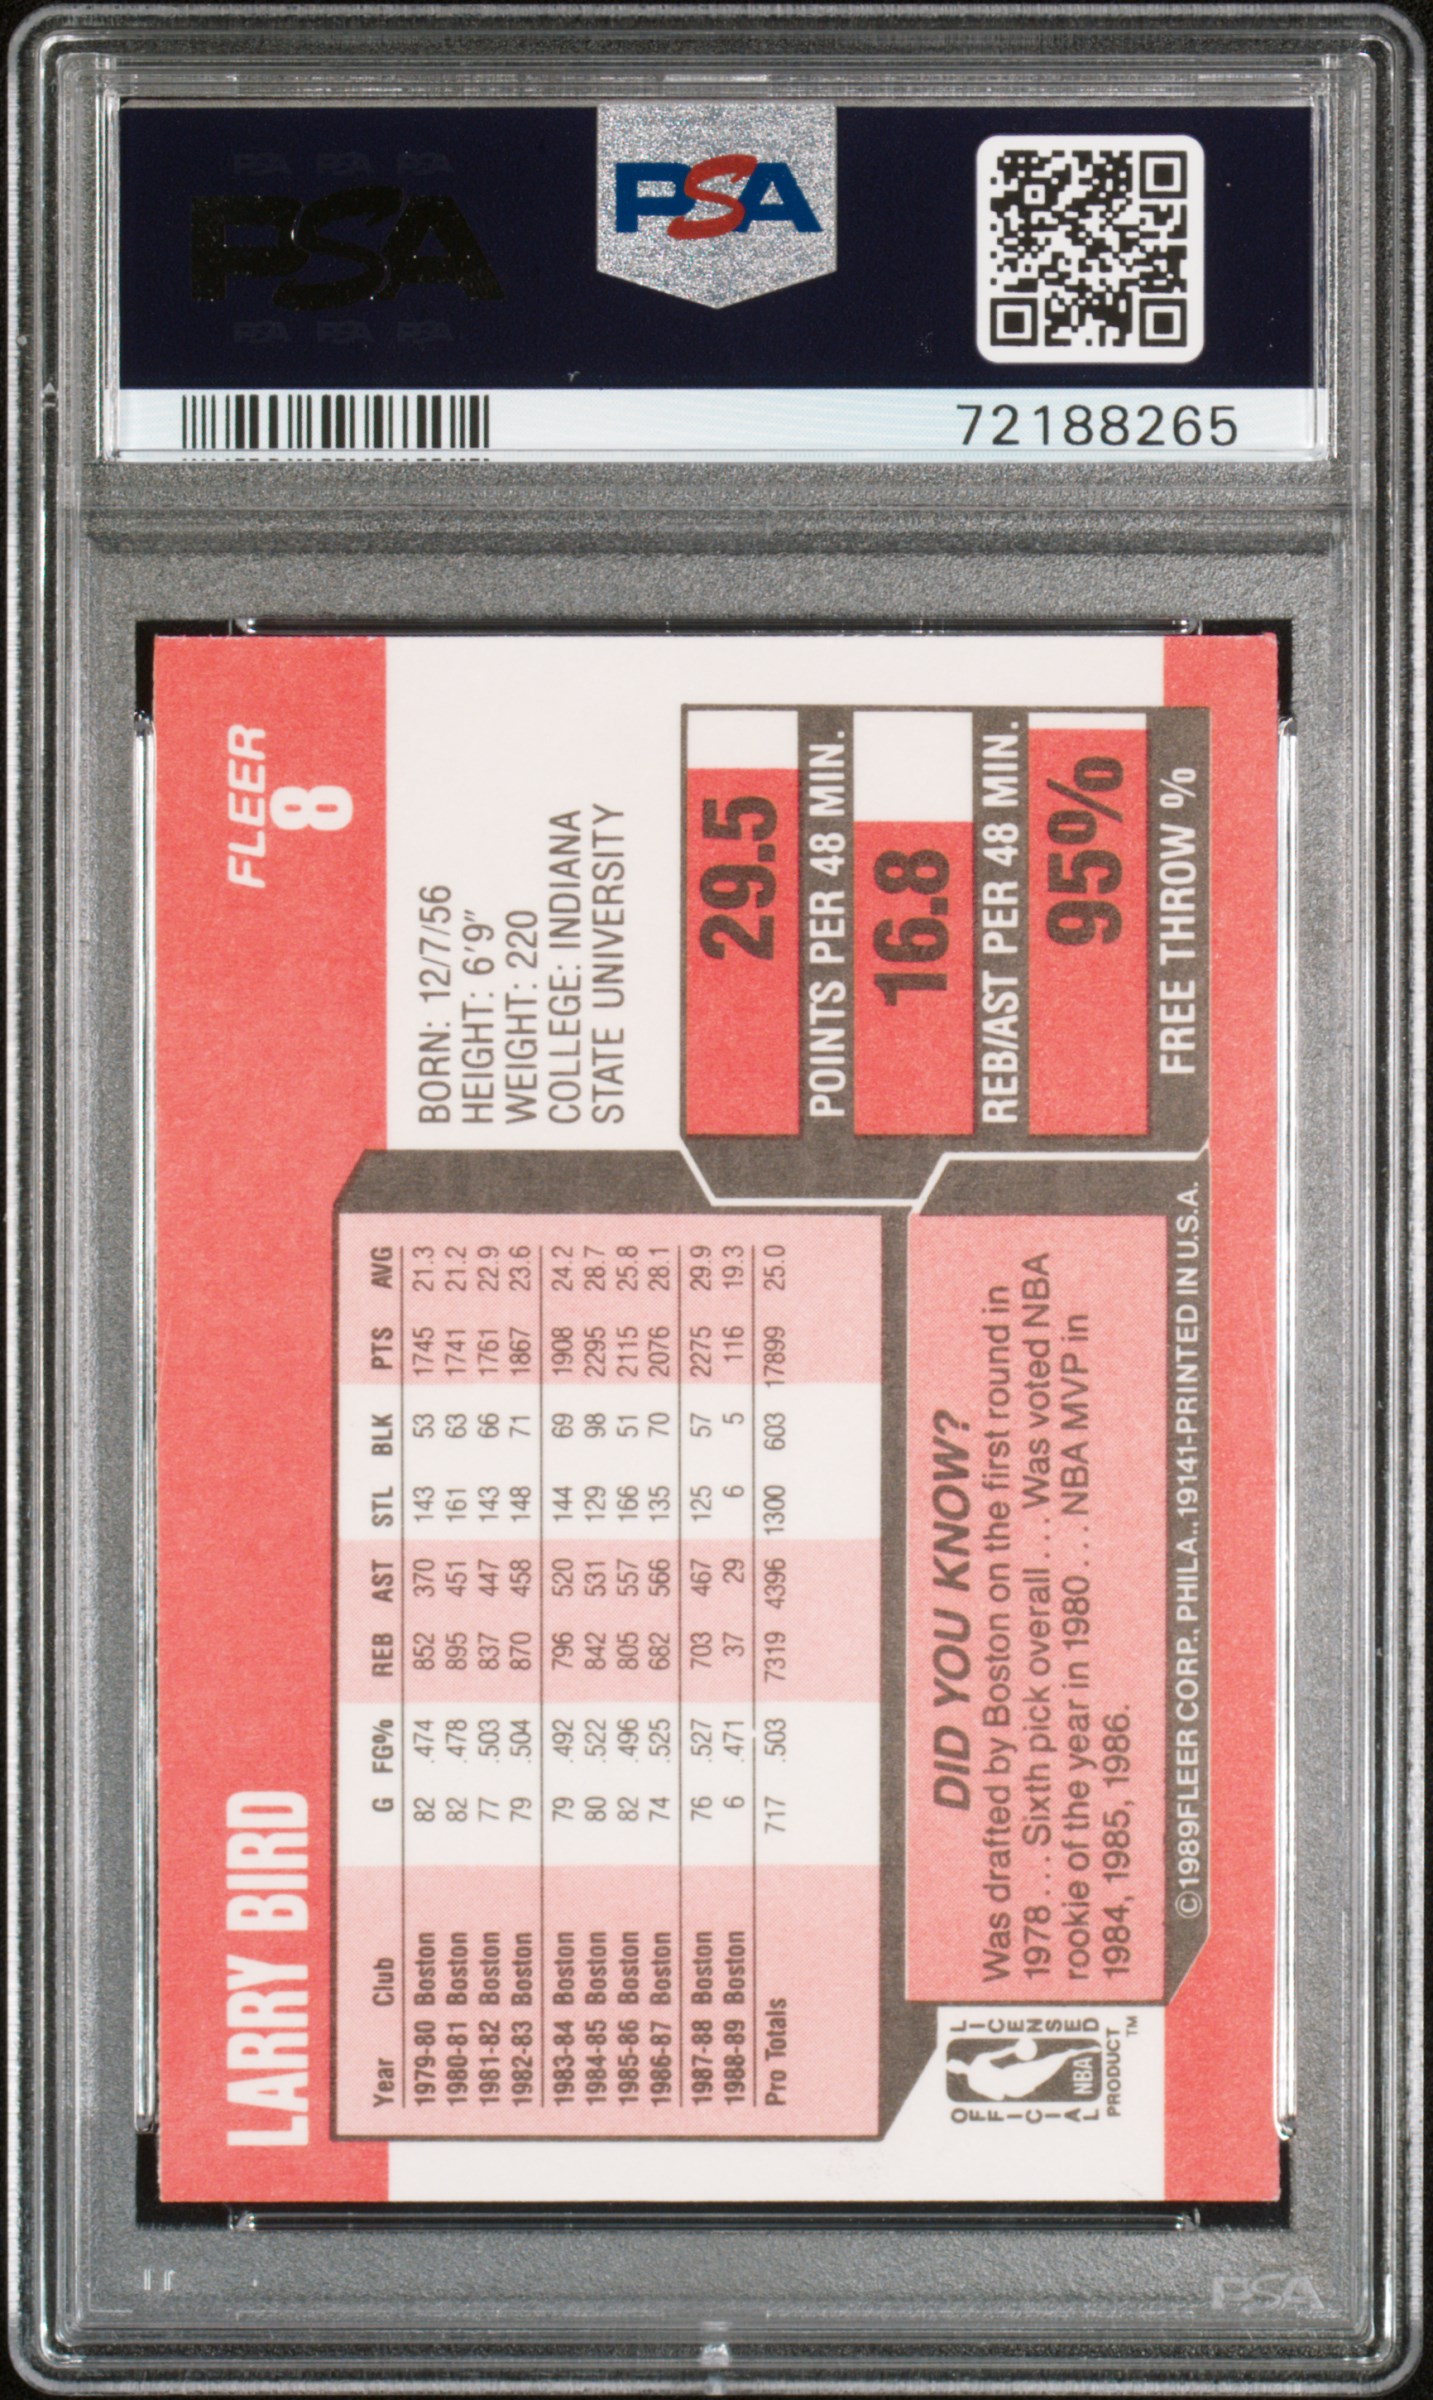 PSA PSA PSA
PSA
PSA PSA PSA
PSA
72188265
LARRY BIRD
FLEER
8
Year Club G FG% REB AST STL BLK PTS AVG
1979-80 Boston 82 .474 852 370 143 53 1745 21.3
1980-81 Boston 82 .478 895 451 161 63 1741 21.2
1981-82 Boston 77 .503 837 447 143 66 1761 22.9
1982-83 Boston 79 .504 870 458 148 71 1867 23.6
1983-84 Boston 79 .492 796 520 144 69 1908 24.2
1984-85 Boston 80 .522 842 531 129 98 2295 28.7
1985-86 Boston 82 .496 805 557 166 51 2115 25.8
1986-87 Boston 74 .525 682 566 135 70 2076 28.1
1987-88 Boston 76 .527 703 467 125 57 2275 29.9
1988-89 Boston 6 .471 37 29 6 5 116 19.3
Pro Totals 717 .503 7319 4396 1300 603 17899 25.0
BORN: 12/7/56
HEIGHT: 6'9"
WEIGHT: 220
COLLEGE: INDIANA
STATE UNIVERSITY
29.5
POINTS PER 48 MIN.
16.8
REB/AST PER 48 MIN.
95%
FREE THROW %
DID YOU KNOW?
Was drafted by Boston on the first round in
1978 . . . Sixth pick overall . . . Was voted NBA
rookie of the year in 1980 . . . NBA MVP in
1984, 1985, 1986.
OFFICIAL NBA LICENSED
PRODUCT™
©1989FLEER CORP., PHILA., 19141-PRINTED IN U.S.A.
PSA